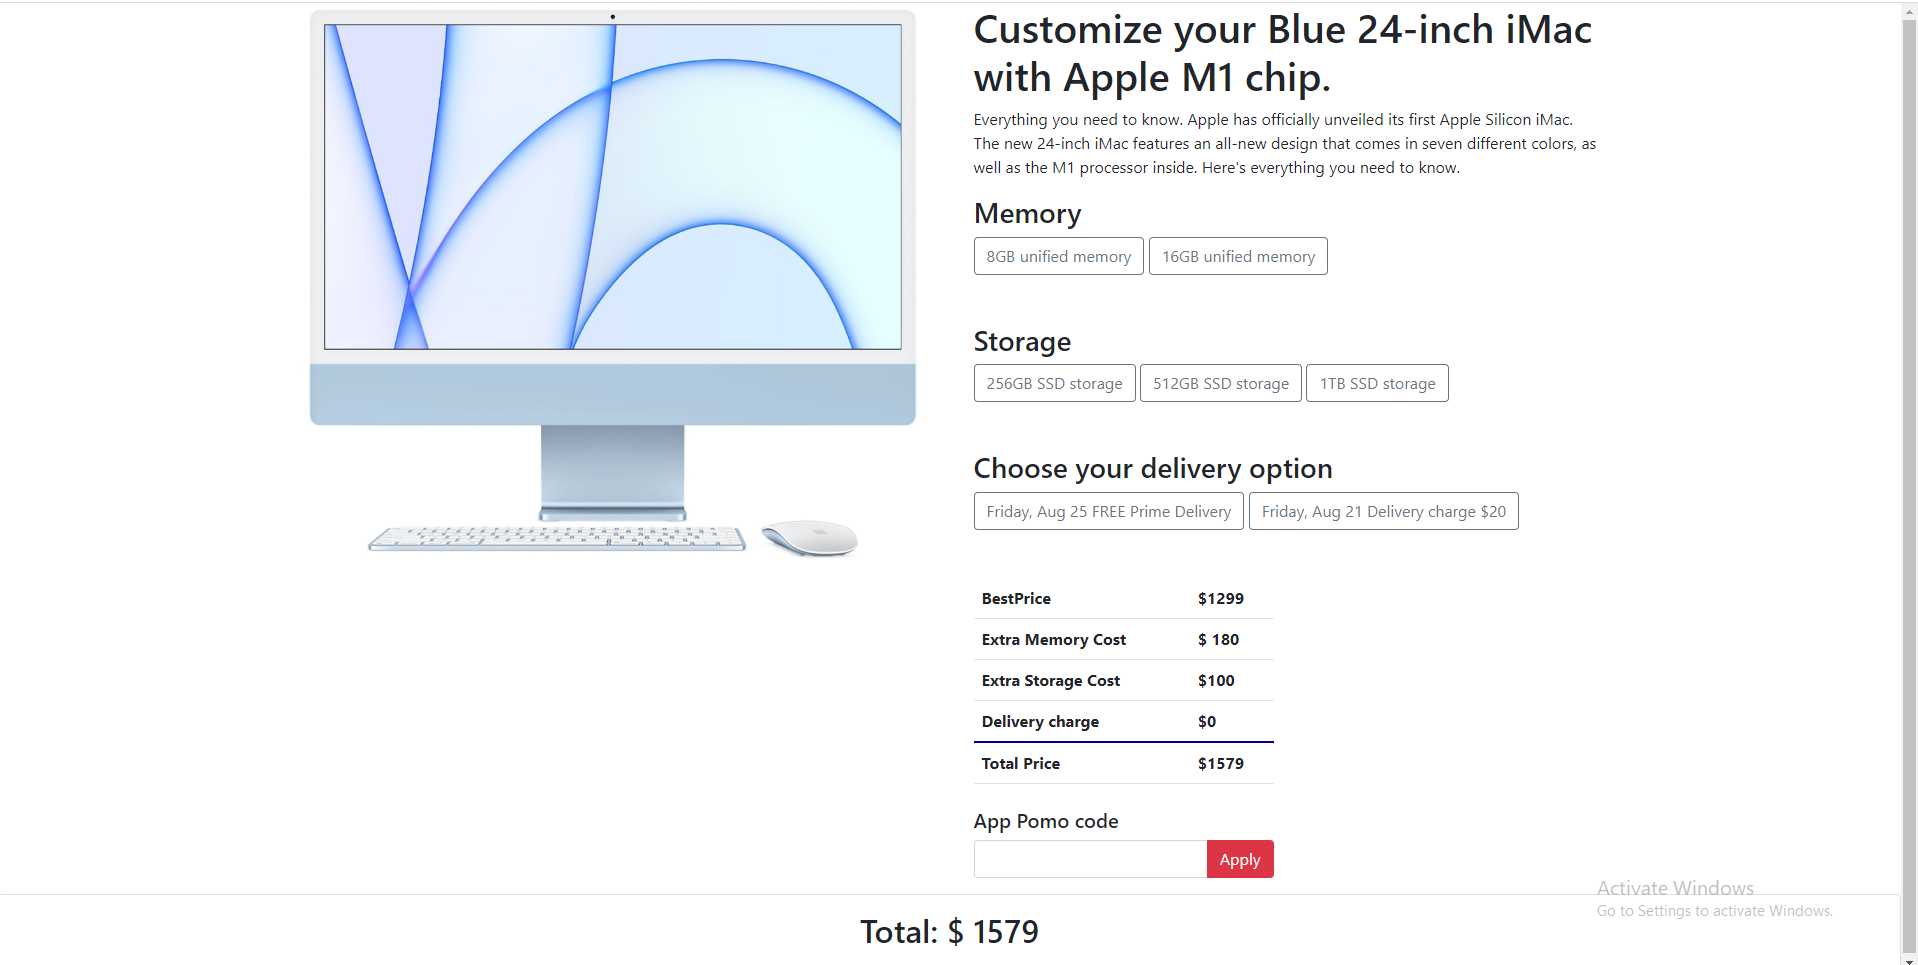 Customize your Blue 24-inch iMac
with Apple M1 chip.
Everything you need to know. Apple has officially unveiled its first Apple Silicon iMac.
The new 24-inch iMac features an all-new design that comes in seven different colors, as
well as the M1 processor inside. Here's everything you need to know.
Memory
8GB unified memory 16GB unified memory
Storage
256GB SSD storage 512GB SSD storage 1TB SSD storage
Choose your delivery option
Friday, Aug 25 FREE Prime Delivery Friday, Aug 21 Delivery charge $20
BestPrice $1299
Extra Memory Cost $ 180
Extra Storage Cost $100
Delivery charge $0
Total Price $1579
App Pomo code
Apply
Activate Windows
Go to Settings to activate Windows.
Total: $ 1579